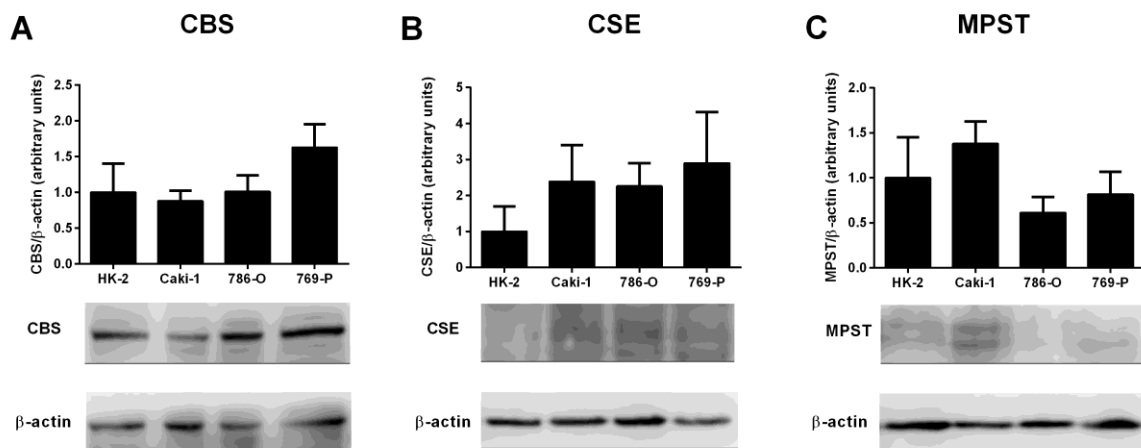 A
CBS
CBS/β-actin (arbitrary units)
2.5
2.0
1.5
1.0
0.5
0.0
HK-2 Caki-1 786-O 769-P
CBS
β-actin
B
CSE
CSE/β-actin (arbitrary units)
5
4
3
2
1
0
HK-2 Caki-1 786-O 769-P
CSE
β-actin
C
MPST
MPST/β-actin (arbitrary units)
2.0
1.5
1.0
0.5
0.0
HK-2 Caki-1 786-O 769-P
MPST
β-actin